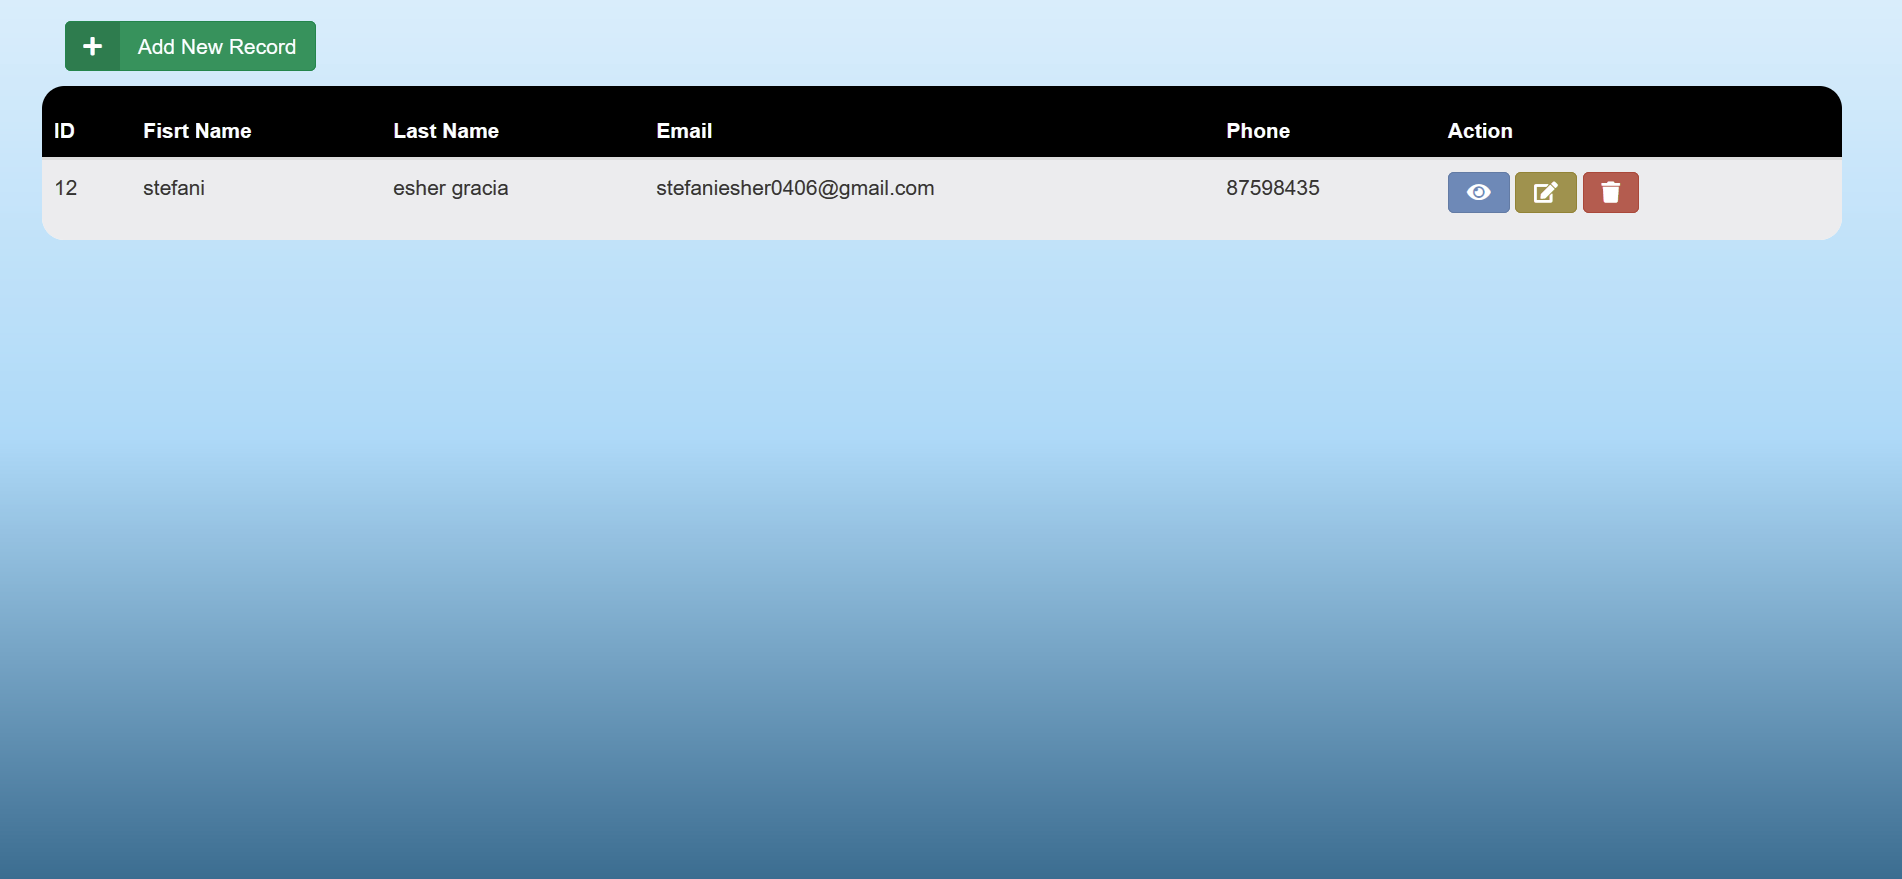 Add New Record
ID Fisrt Name Last Name Email Phone Action
12 stefani esher gracia stefaniesher0406@gmail.com 87598435